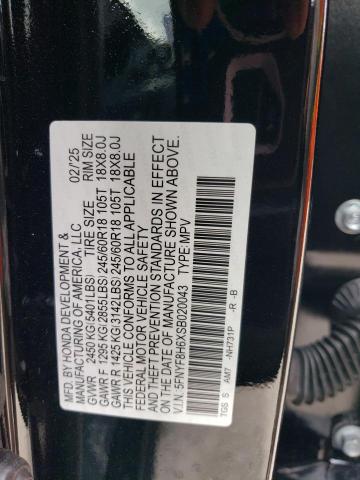 MFD. BY HONDA DEVELOPMENT & 02/'25
MANUFACTURING OF AMERICA, LLC
GVWR 2450 KG(5401LBS) TIRE SIZE RIM SIZE
GAWR F 1295 KG(2855LBS) 245/60R18 105T 18X8.0J
GAWR R 1425 KG(3142LBS) 245/60R18 105T 18X8.0J
THIS VEHICLE CONFORMS TO ALL APPLICABLE
FEDERAL MOTOR VEHICLE SAFETY
AND THEFT PREVENTION STANDARDS IN EFFECT
ON THE DATE OF MANUFACTURE SHOWN ABOVE.
V.I.N. 5FNYF8H6XSB020043 TYPE: MPV
TGS S AM7 -NH731P -R -B